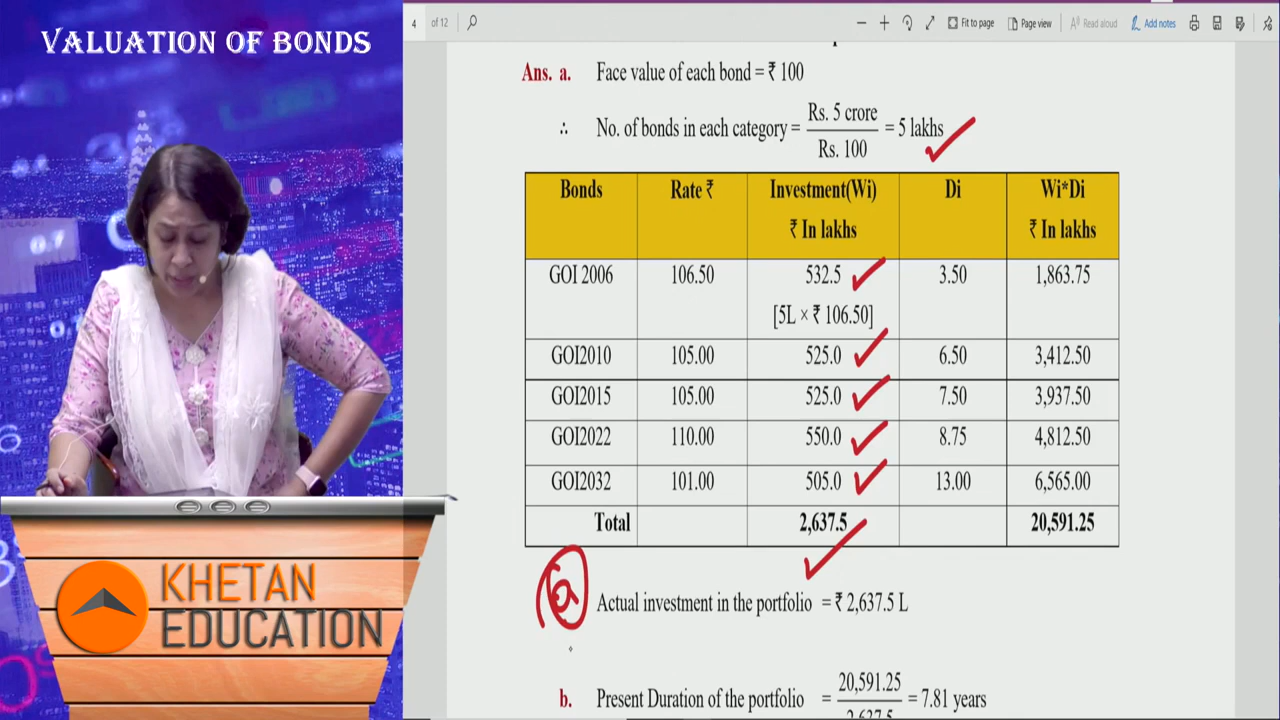 VALUATION OF BONDS
4 of 12
Fit to page
Page view
Read aloud
Add notes
Ans. a. Face value of each bond = ₹ 100
∴ No. of bonds in each category = Rs. 5 crore / Rs. 100 = 5 lakhs
Bonds Rate ₹ Investment(Wi) ₹ In lakhs Di Wi*Di ₹ In lakhs
GOI 2006 106.50 532.5 [5L × ₹ 106.50] 3.50 1,863.75
GOI2010 105.00 525.0 6.50 3,412.50
GOI2015 105.00 525.0 7.50 3,937.50
GOI2022 110.00 550.0 8.75 4,812.50
GOI2032 101.00 505.0 13.00 6,565.00
Total 2,637.5 20,591.25
a Actual investment in the portfolio = ₹ 2,637.5 L
b. Present Duration of the portfolio = 20,591.25 / 2,637.5 = 7.81 years
KHETAN
EDUCATION